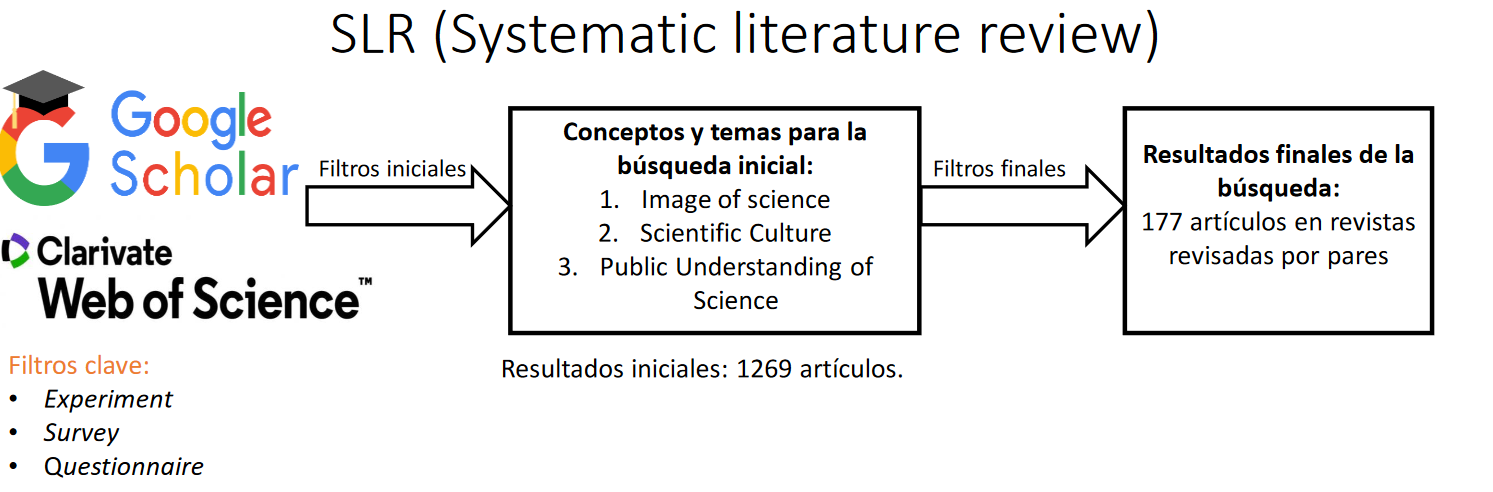 SLR (Systematic literature review)
Google
Scholar
Clarivate
Web of Science™
Filtros clave:
• Experiment
• Survey
• Questionnaire
Filtros iniciales
Conceptos y temas para la
búsqueda inicial:
1. Image of science
2. Scientific Culture
3. Public Understanding of
Science
Resultados iniciales: 1269 artículos.
Filtros finales
Resultados finales de la
búsqueda:
177 artículos en revistas
revisadas por pares